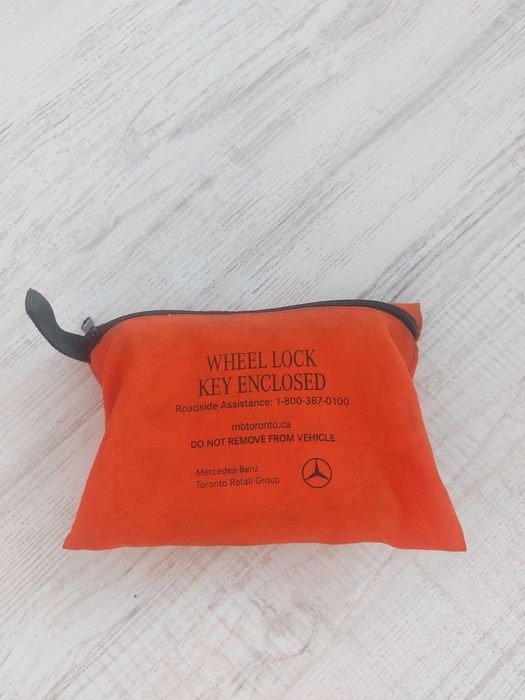 WHEEL LOCK
KEY ENCLOSED
Roadside Assistance: 1-800-387-0100
mbtoronto.ca
DO NOT REMOVE FROM VEHICLE
Mercedes-Benz
Toronto Retail Group